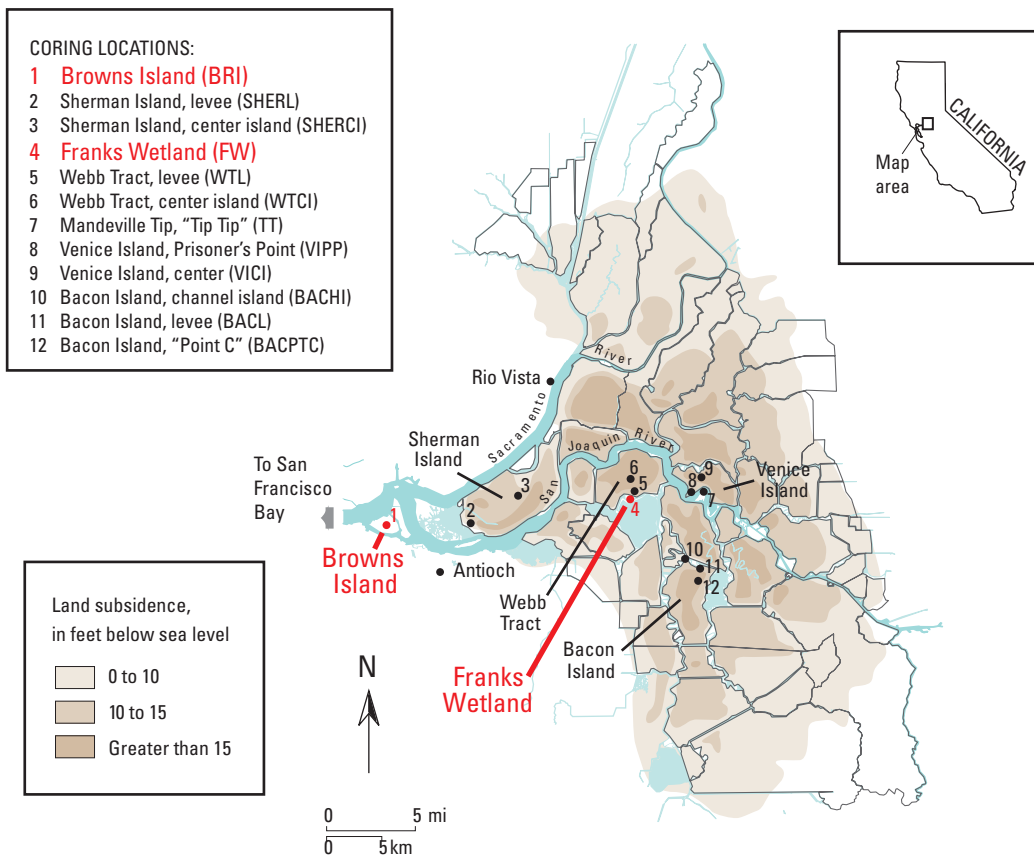 CORING LOCATIONS:
1 Browns Island (BRI)
2 Sherman Island, levee (SHERL)
3 Sherman Island, center island (SHERCI)
4 Franks Wetland (FW)
5 Webb Tract, levee (WTL)
6 Webb Tract, center island (WTCI)
7 Mandeville Tip, “Tip Tip” (TT)
8 Venice Island, Prisoner's Point (VIPP)
9 Venice Island, center (VICI)
10 Bacon Island, channel island (BACHI)
11 Bacon Island, levee (BACL)
12 Bacon Island, “Point C” (BACPTC)
CALIFORNIA
Map
area
Rio Vista
Sacramento
River
Sherman
Island
San
Joaquin
River
To San
Francisco
Bay
1
2
3
6
5
4
8
9
7
Venice
Island
Browns
Island
Antioch
10
11
12
Webb
Tract
Bacon
Island
Franks
Wetland
Land subsidence,
in feet below sea level
0 to 10
10 to 15
Greater than 15
N
0 5 mi
0 5 km